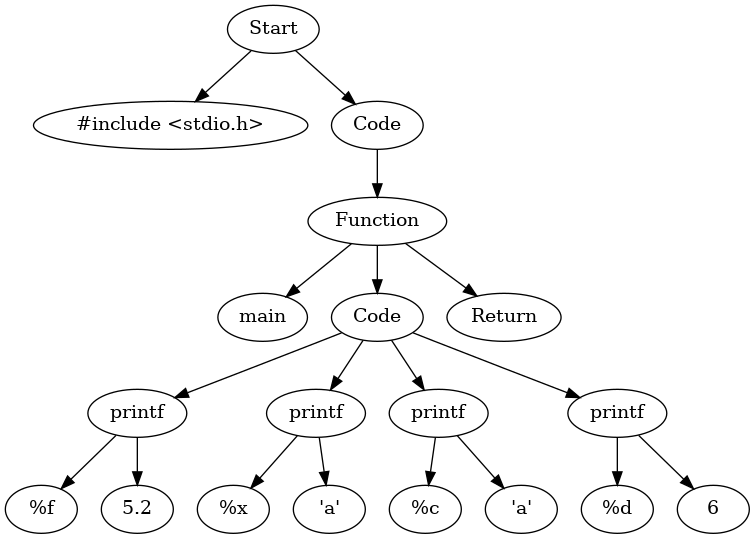 Start
#include <stdio.h>
Code
Function
main
Code
Return
printf
printf
printf
printf
%f
5.2
%x
'a'
%c
'a'
%d
6